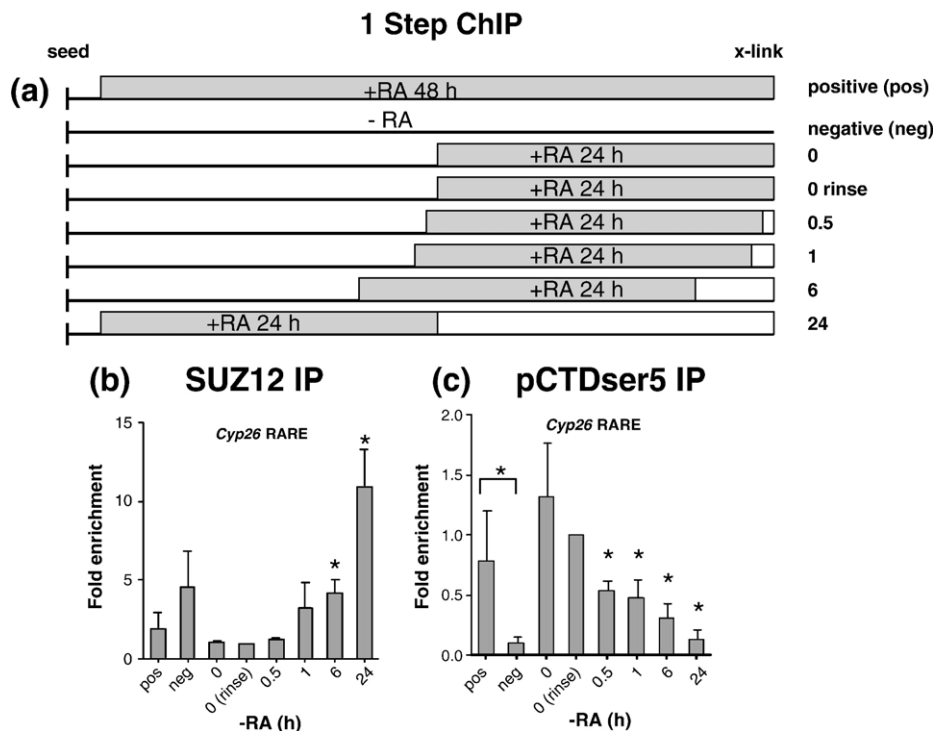 1 Step ChIP
seed
x-link
(a)
+RA 48 h
positive (pos)
- RA
negative (neg)
+RA 24 h
0
+RA 24 h
0 rinse
+RA 24 h
0.5
+RA 24 h
1
+RA 24 h
6
+RA 24 h
24
(b)
SUZ12 IP
Cyp26 RARE
Fold enrichment
15
10
5
0
*
*
pos
neg
0
0 (rinse)
0.5
1
6
24
-RA (h)
(c)
pCTDser5 IP
Cyp26 RARE
Fold enrichment
2.0
1.5
1.0
0.5
0.0
*
*
*
*
*
pos
neg
0
0 (rinse)
0.5
1
6
24
-RA (h)